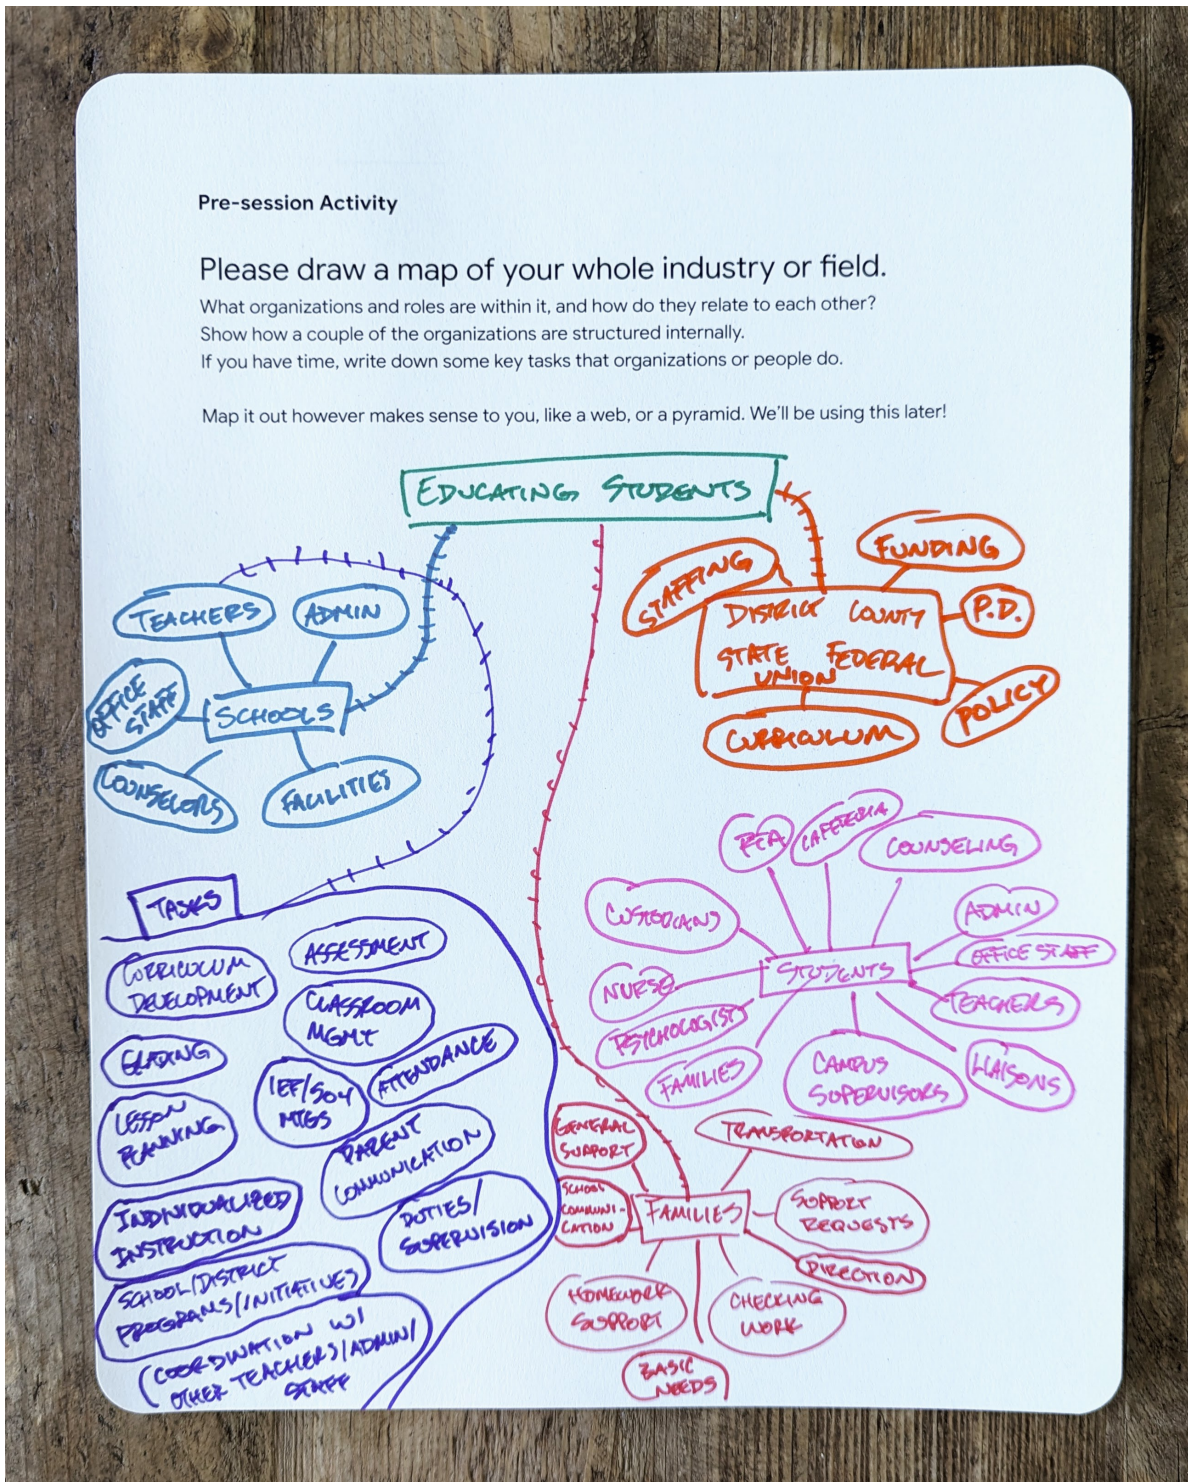 Pre-session Activity
Please draw a map of your whole industry or field.
What organizations and roles are within it, and how do they relate to each other?
Show how a couple of the organizations are structured internally.
If you have time, write down some key tasks that organizations or people do.
Map it out however makes sense to you, like a web, or a pyramid. We'll be using this later!
EDUCATING STUDENTS
TEACHERS
ADMIN
OFFICE
STAFF
SCHOOLS
COUNSELORS
FACILITIES
STAFFING
FUNDING
DISTRICT COUNTY
STATE FEDERAL
UNION
P.D.
POLICY
CURRICULUM
TASKS
CURRICULUM
DEVELOPMENT
ASSESSMENT
CLASSROOM
MGMT
GRADING
IEP/504
MTGS
ATTENDANCE
LESSON
PLANNING
PARENT
COMMUNICATION
INDIVIDUALIZED
INSTRUCTION
DUTIES/
SUPERVISION
SCHOOL/DISTRICT
PROGRAMS/INITIATIVES
COORDINATION W/
OTHER TEACHERS/ADMIN/
STAFF
CAFETERIA
COUNSELING
CUSTODIANS
ADMIN
OFFICE STAFF
STUDENTS
NURSE
TEACHERS
PSYCHOLOGIST
FAMILIES
CAMPUS
SUPERVISORS
LIAISONS
GENERAL
SUPPORT
TRANSPORTATION
SCHOOL
COMMUNI-
CATION
FAMILIES
SUPPORT
REQUESTS
DIRECTION
HOMEWORK
SUPPORT
CHECKING
WORK
BASIC
NEEDS